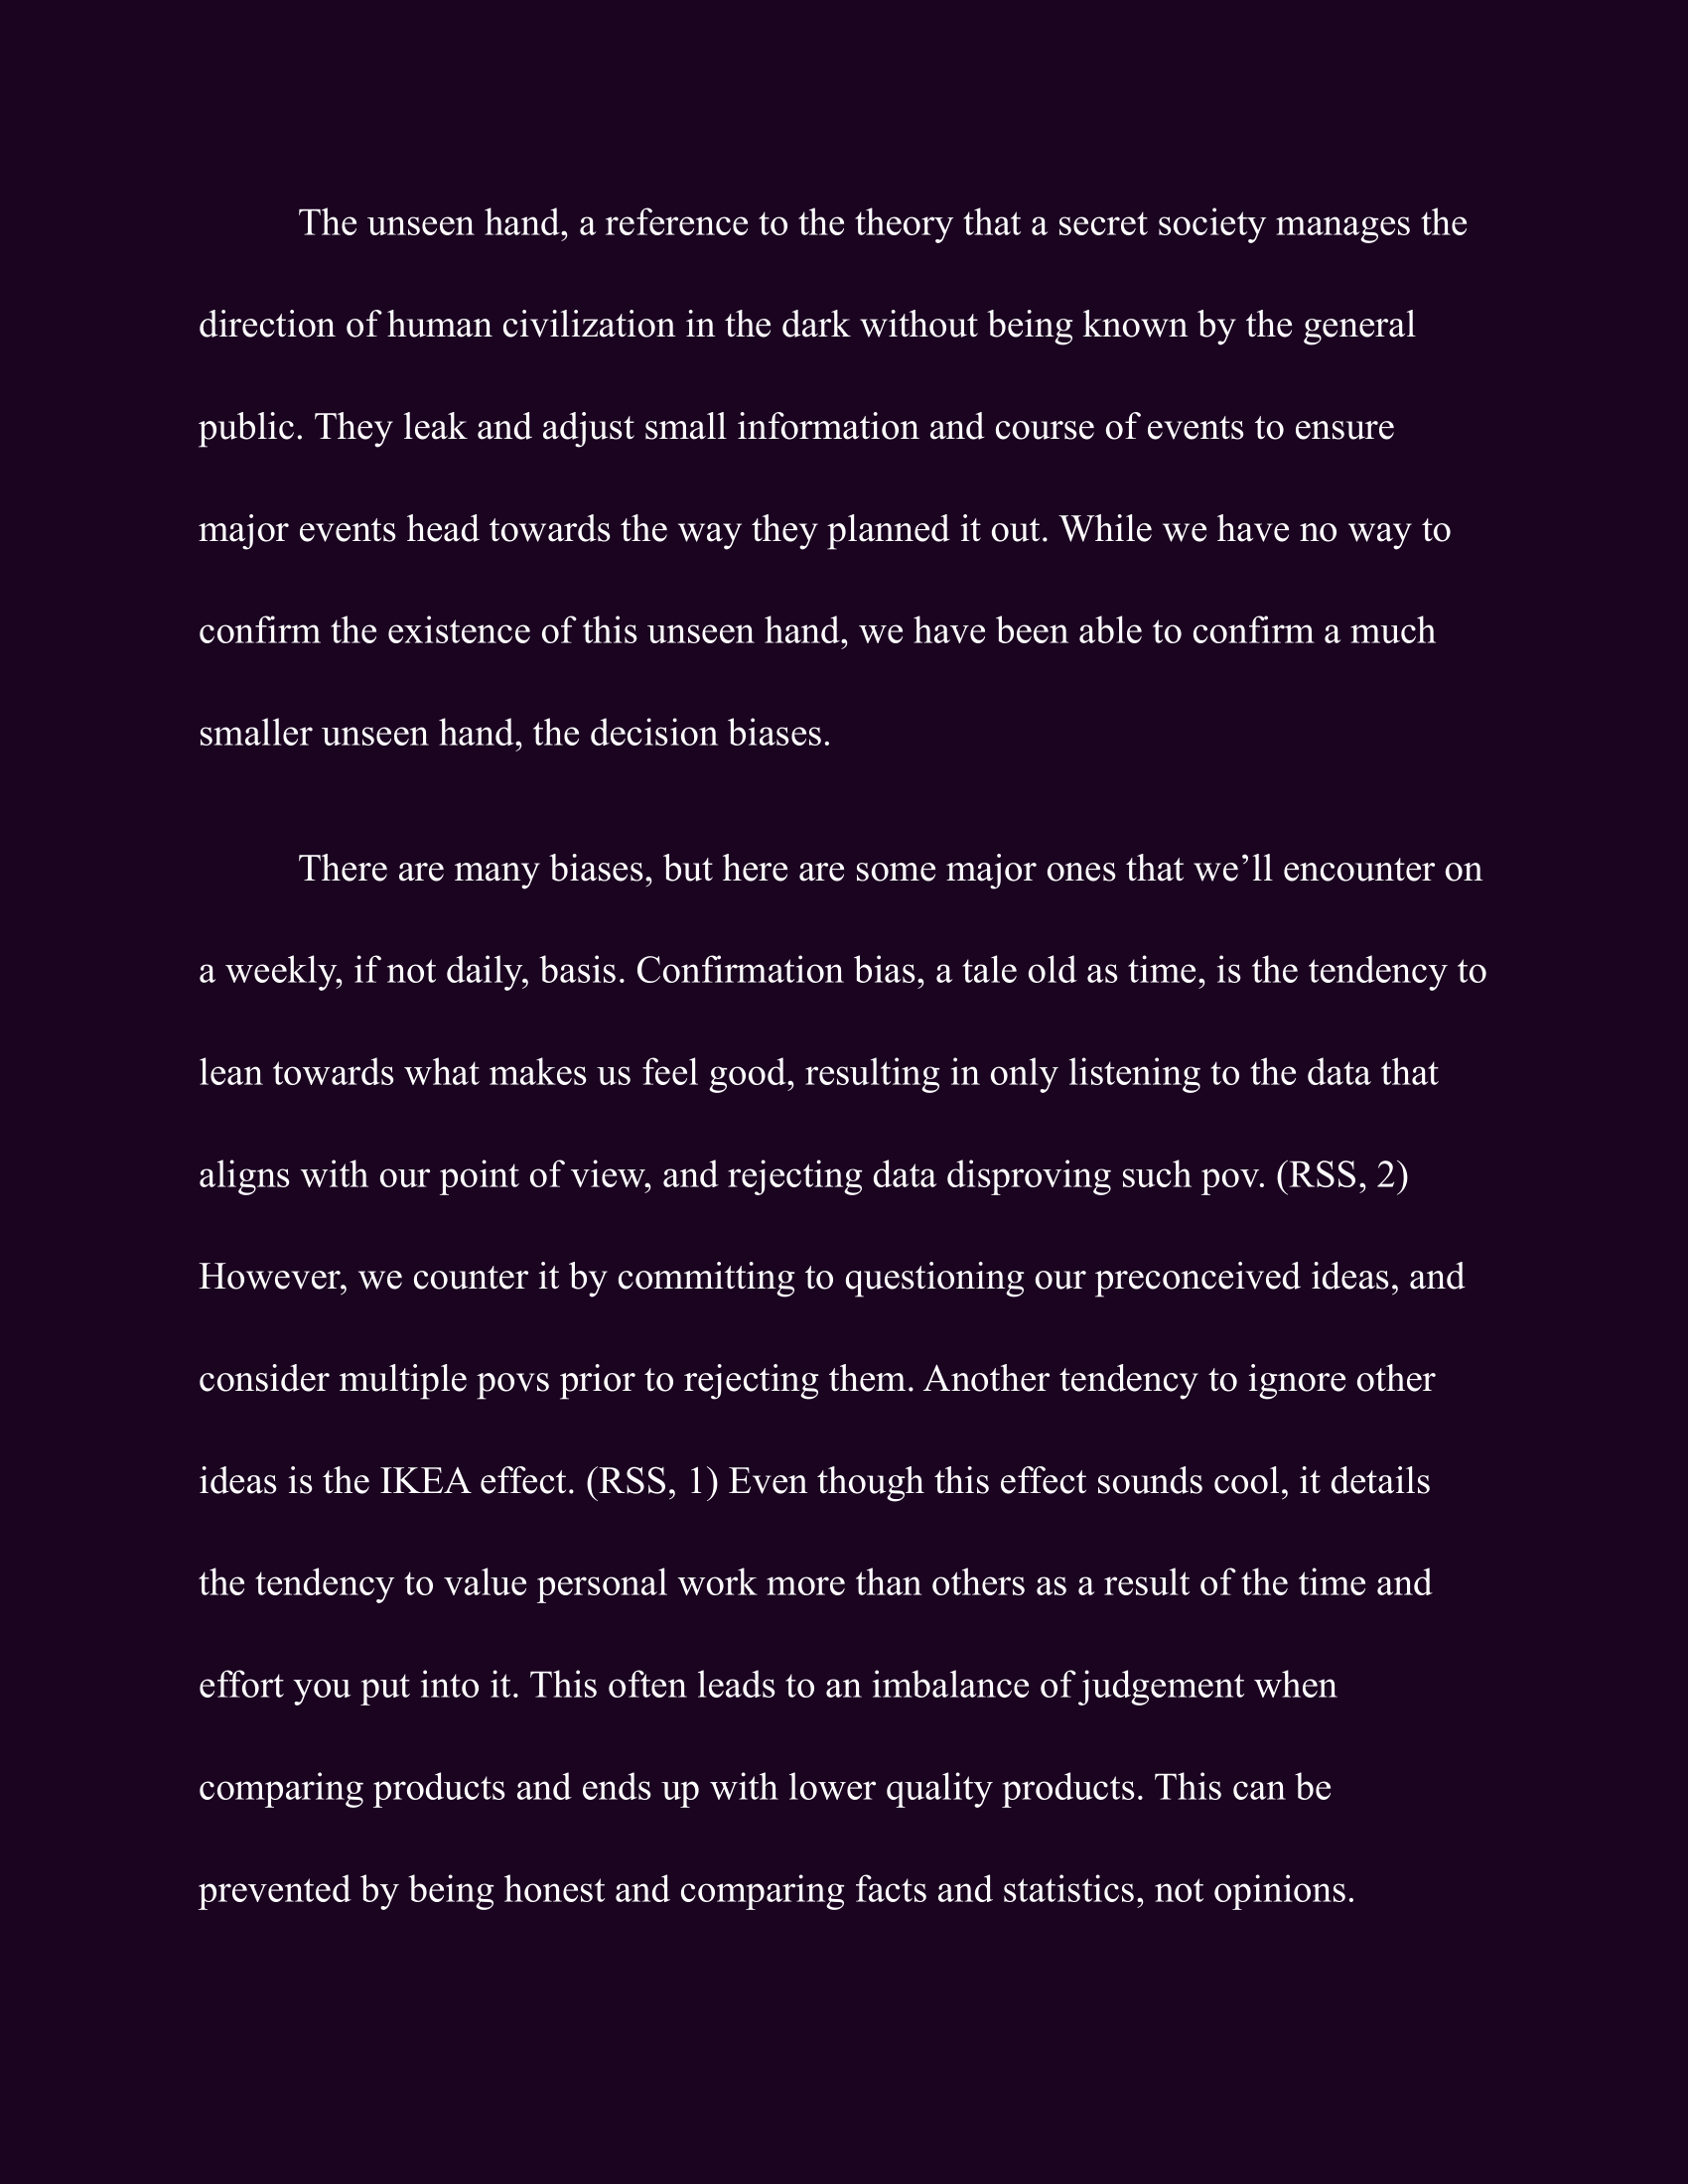 The unseen hand, a reference to the theory that a secret society manages the
direction of human civilization in the dark without being known by the general
public. They leak and adjust small information and course of events to ensure
major events head towards the way they planned it out. While we have no way to
confirm the existence of this unseen hand, we have been able to confirm a much
smaller unseen hand, the decision biases.
There are many biases, but here are some major ones that we’ll encounter on
a weekly, if not daily, basis. Confirmation bias, a tale old as time, is the tendency to
lean towards what makes us feel good, resulting in only listening to the data that
aligns with our point of view, and rejecting data disproving such pov. (RSS, 2)
However, we counter it by committing to questioning our preconceived ideas, and
consider multiple povs prior to rejecting them. Another tendency to ignore other
ideas is the IKEA effect. (RSS, 1) Even though this effect sounds cool, it details
the tendency to value personal work more than others as a result of the time and
effort you put into it. This often leads to an imbalance of judgement when
comparing products and ends up with lower quality products. This can be
prevented by being honest and comparing facts and statistics, not opinions.